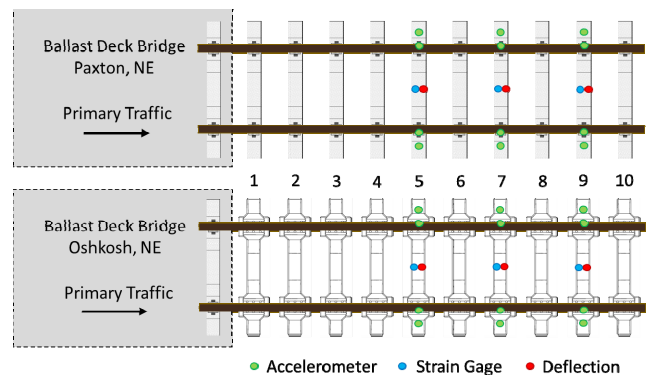 Ballast Deck Bridge
Paxton, NE
Primary Traffic
1 2 3 4 5 6 7 8 9 10
Ballast Deck Bridge
Oshkosh, NE
Primary Traffic
Accelerometer Strain Gage Deflection